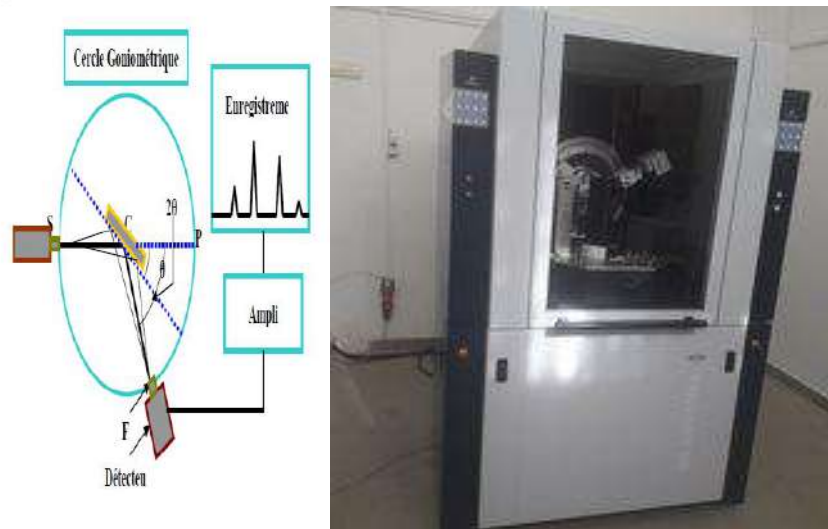 Cercle Goniométrique
Enregistreme
S
C
2θ
P
θ
Ampli
F
Détecteu